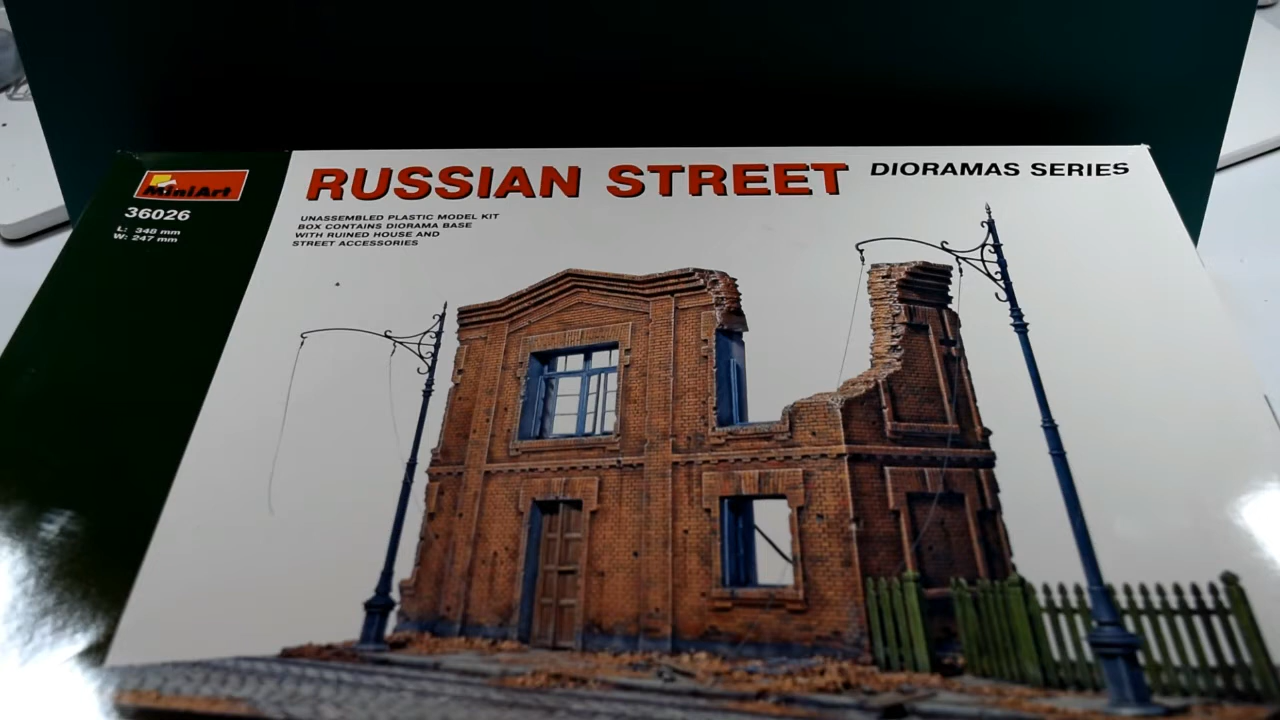 MiniArt
36026
L: 348 mm
W: 247 mm
RUSSIAN STREET
DIORAMAS SERIES
UNASSEMBLED PLASTIC MODEL KIT
BOX CONTAINS DIORAMA BASE
WITH RUINED HOUSE AND
STREET ACCESSORIES